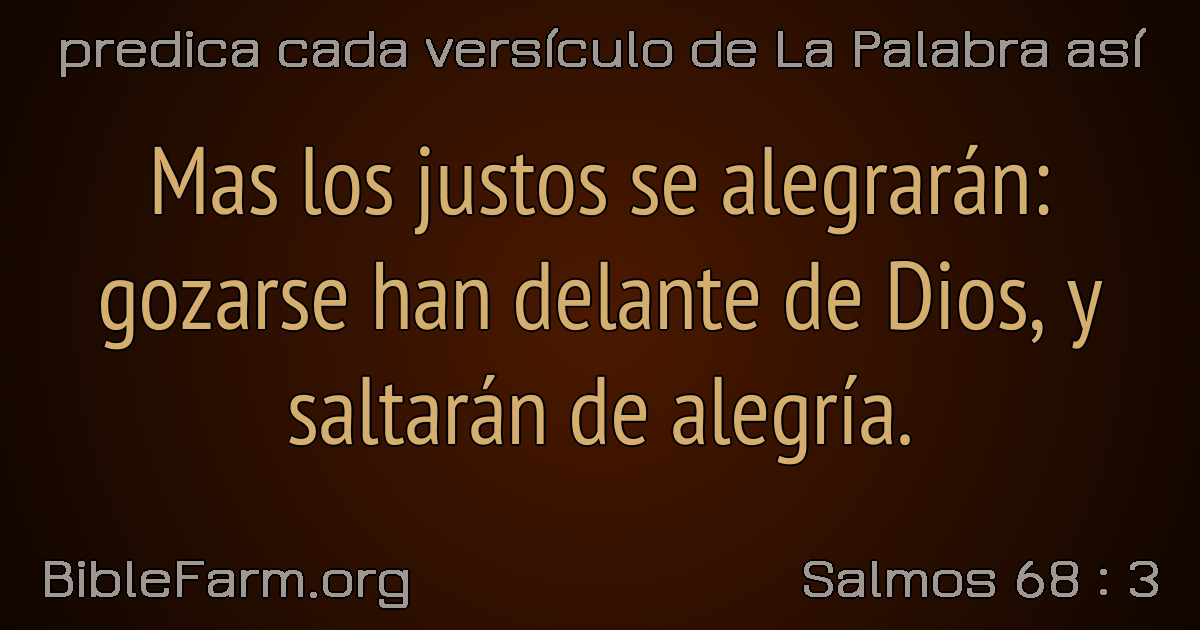 predica cada versículo de La Palabra así
Mas los justos se alegrarán:
gozarse han delante de Dios, y
saltarán de alegría.
BibleFarm.org
Salmos 68 : 3